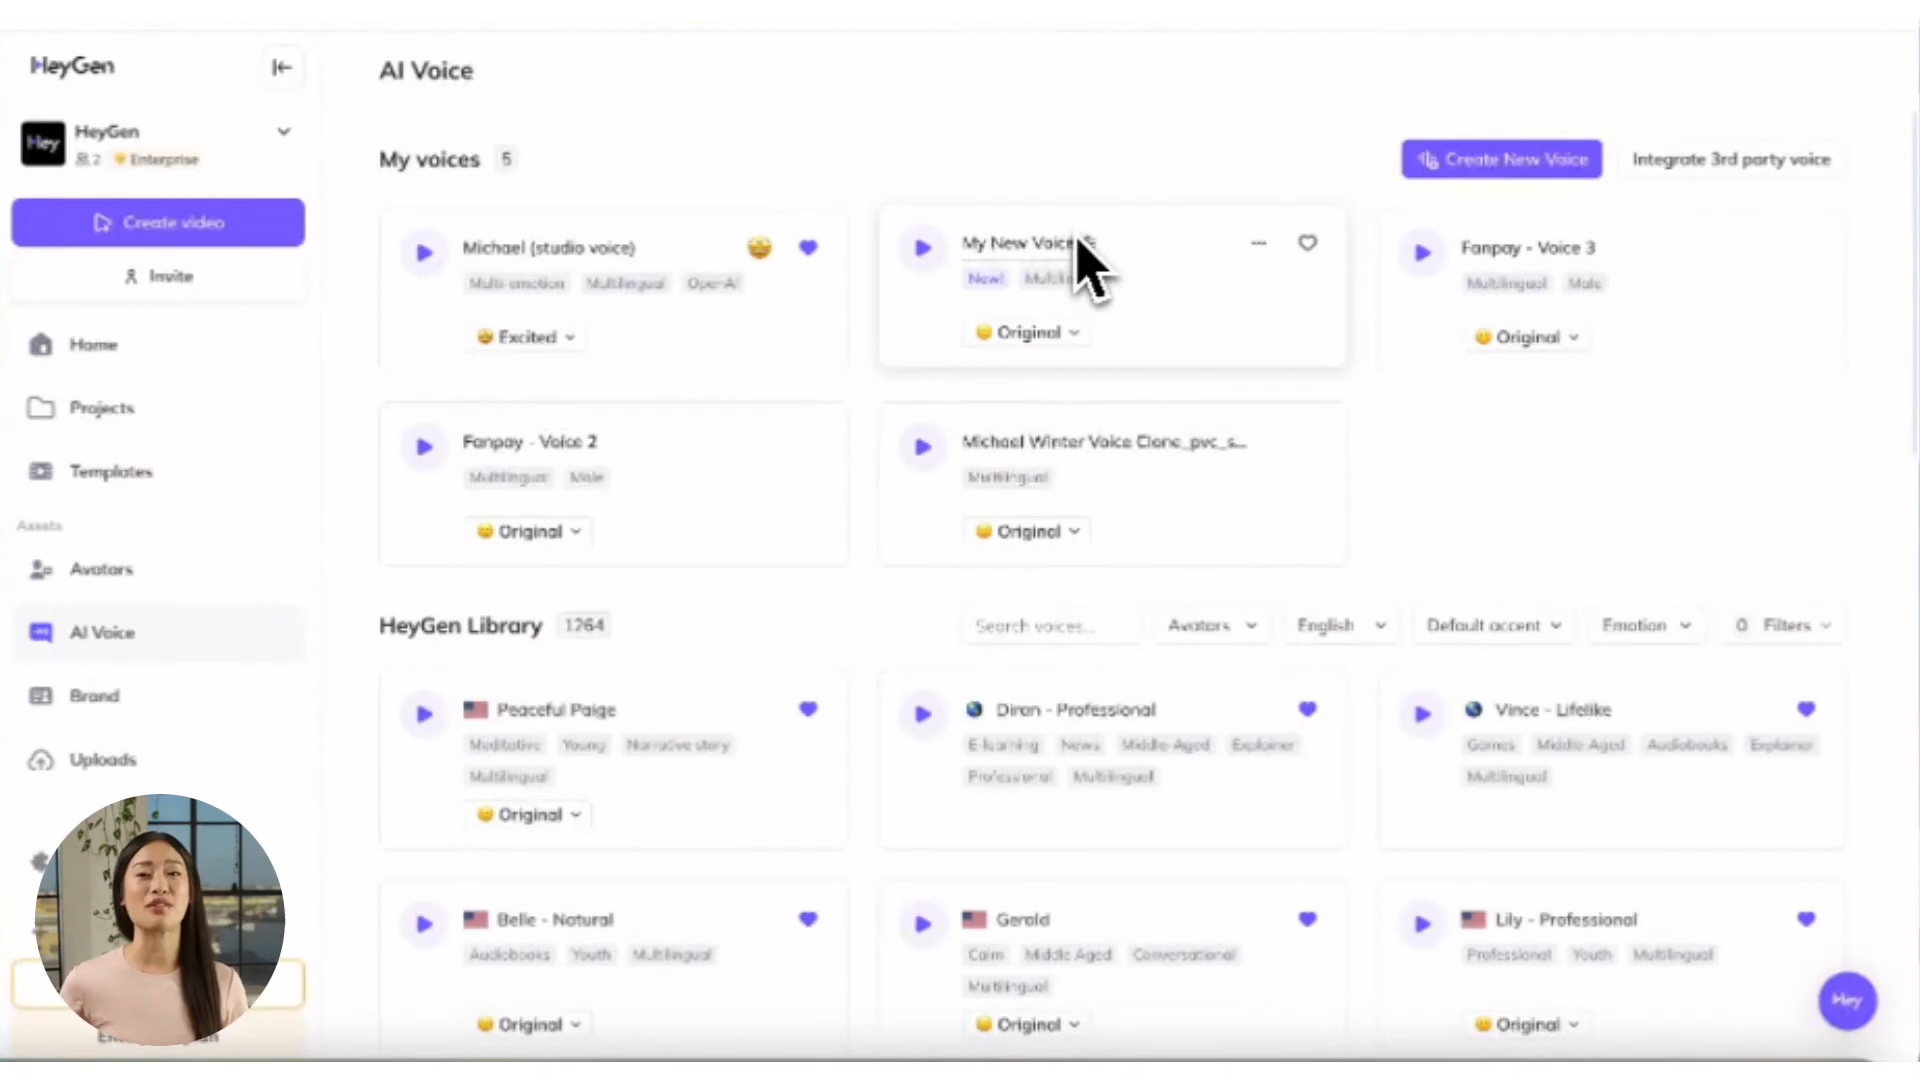 HeyGen
Hey
HeyGen
2 Enterprise
Create video
Invite
Home
Projects
Templates
Assets
Avatars
AI Voice
Brand
Uploads
AI Voice
My voices 5
Create New Voice
Integrate 3rd party voice
Michael (studio voice)
Multi-emotion Multilingual Open-AI
Excited
My New Voice
New!
Original
Fanpay - Voice 3
Multilingual Male
Original
Fanpay - Voice 2
Multilingual Male
Original
Michael Winter Voice Clone_pvc_s...
Multilingual
Original
HeyGen Library 1264
Search voices...
Avatars
English
Default accent
Emotion
0 Filters
Peaceful Paige
Meditative Young Narrative story
Multilingual
Original
Diran - Professional
E-learning News Middle-Aged Explainer
Professional Multilingual
Vince - Lifelike
Games Middle-Aged Audiobooks Explainer
Multilingual
Belle - Natural
Audiobooks Youth Multilingual
Original
Gerald
Calm Middle Aged Conversational
Multilingual
Original
Lily - Professional
Professional Youth Multilingual
Original
Hey